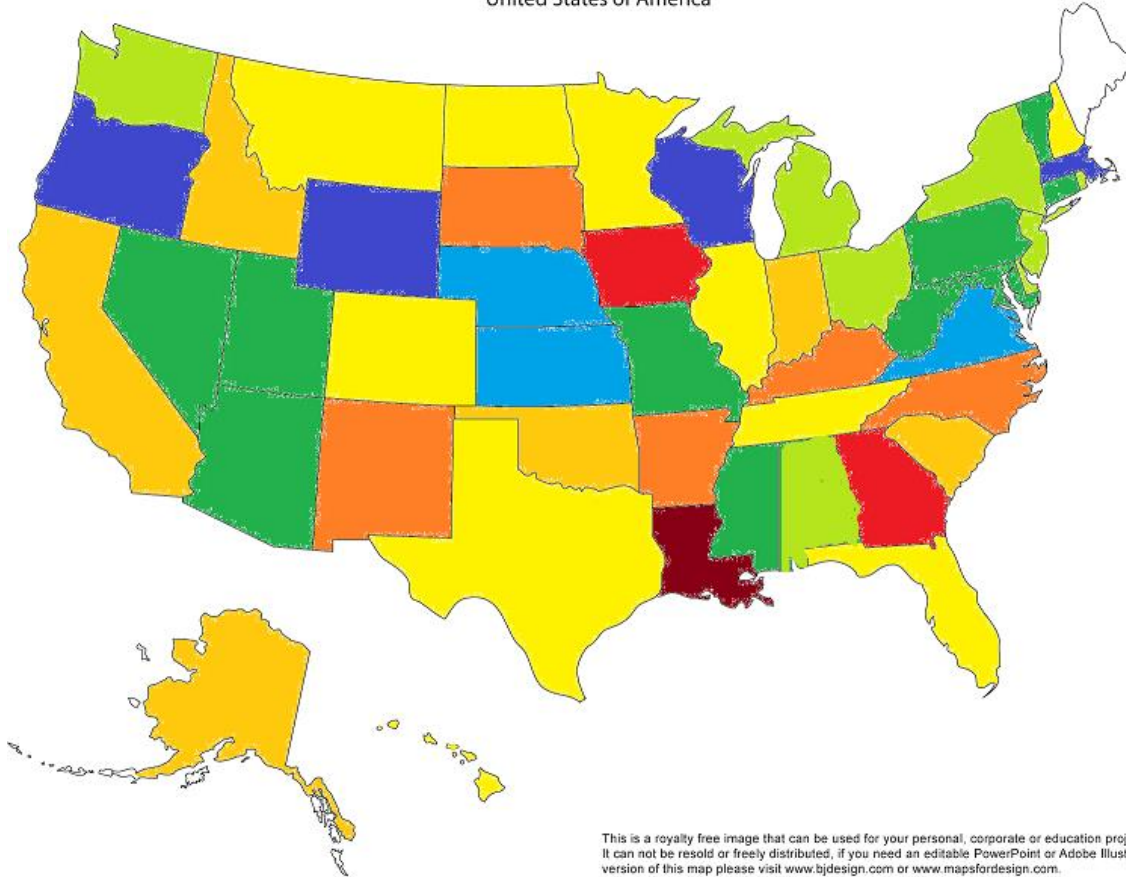 United States of America
This is a royalty free image that can be used for your personal, corporate or education proj
It can not be resold or freely distributed, if you need an editable PowerPoint or Adobe Illust
version of this map please visit www.bjdesign.com or www.mapsfordesign.com.